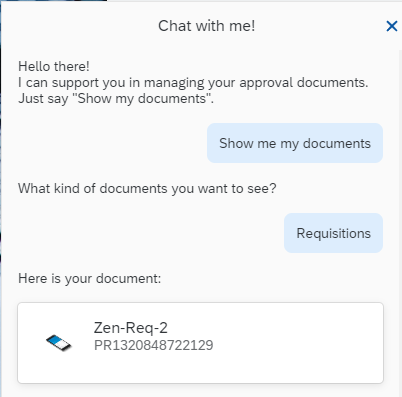 Chat with me!
Hello there!
I can support you in managing your approval documents.
Just say "Show my documents".
Show me my documents
What kind of documents you want to see?
Requisitions
Here is your document:
Zen-Req-2
PR1320848722129